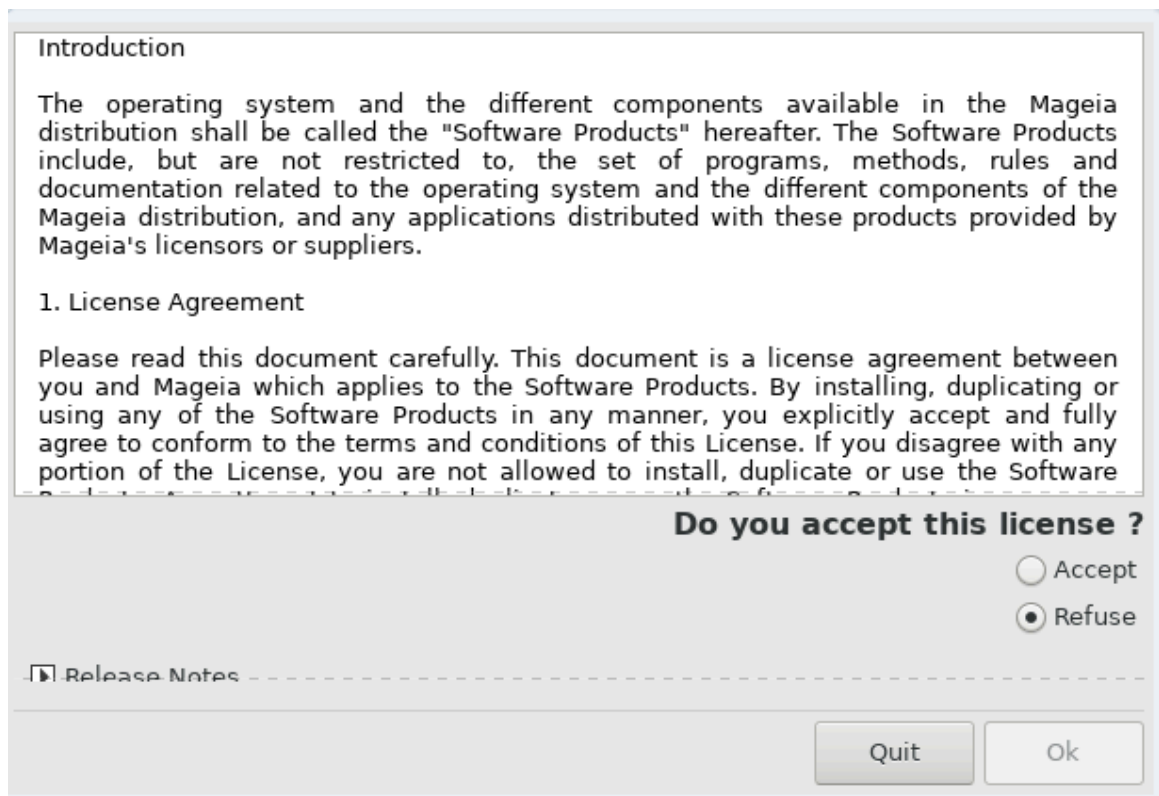 Introduction
The operating system and the different components available in the Mageia
distribution shall be called the "Software Products" hereafter. The Software Products
include, but are not restricted to, the set of programs, methods, rules and
documentation related to the operating system and the different components of the
Mageia distribution, and any applications distributed with these products provided by
Mageia's licensors or suppliers.
1. License Agreement
Please read this document carefully. This document is a license agreement between
you and Mageia which applies to the Software Products. By installing, duplicating or
using any of the Software Products in any manner, you explicitly accept and fully
agree to conform to the terms and conditions of this License. If you disagree with any
portion of the License, you are not allowed to install, duplicate or use the Software
Do you accept this license ?
Accept
Refuse
Release Notes
Quit
Ok